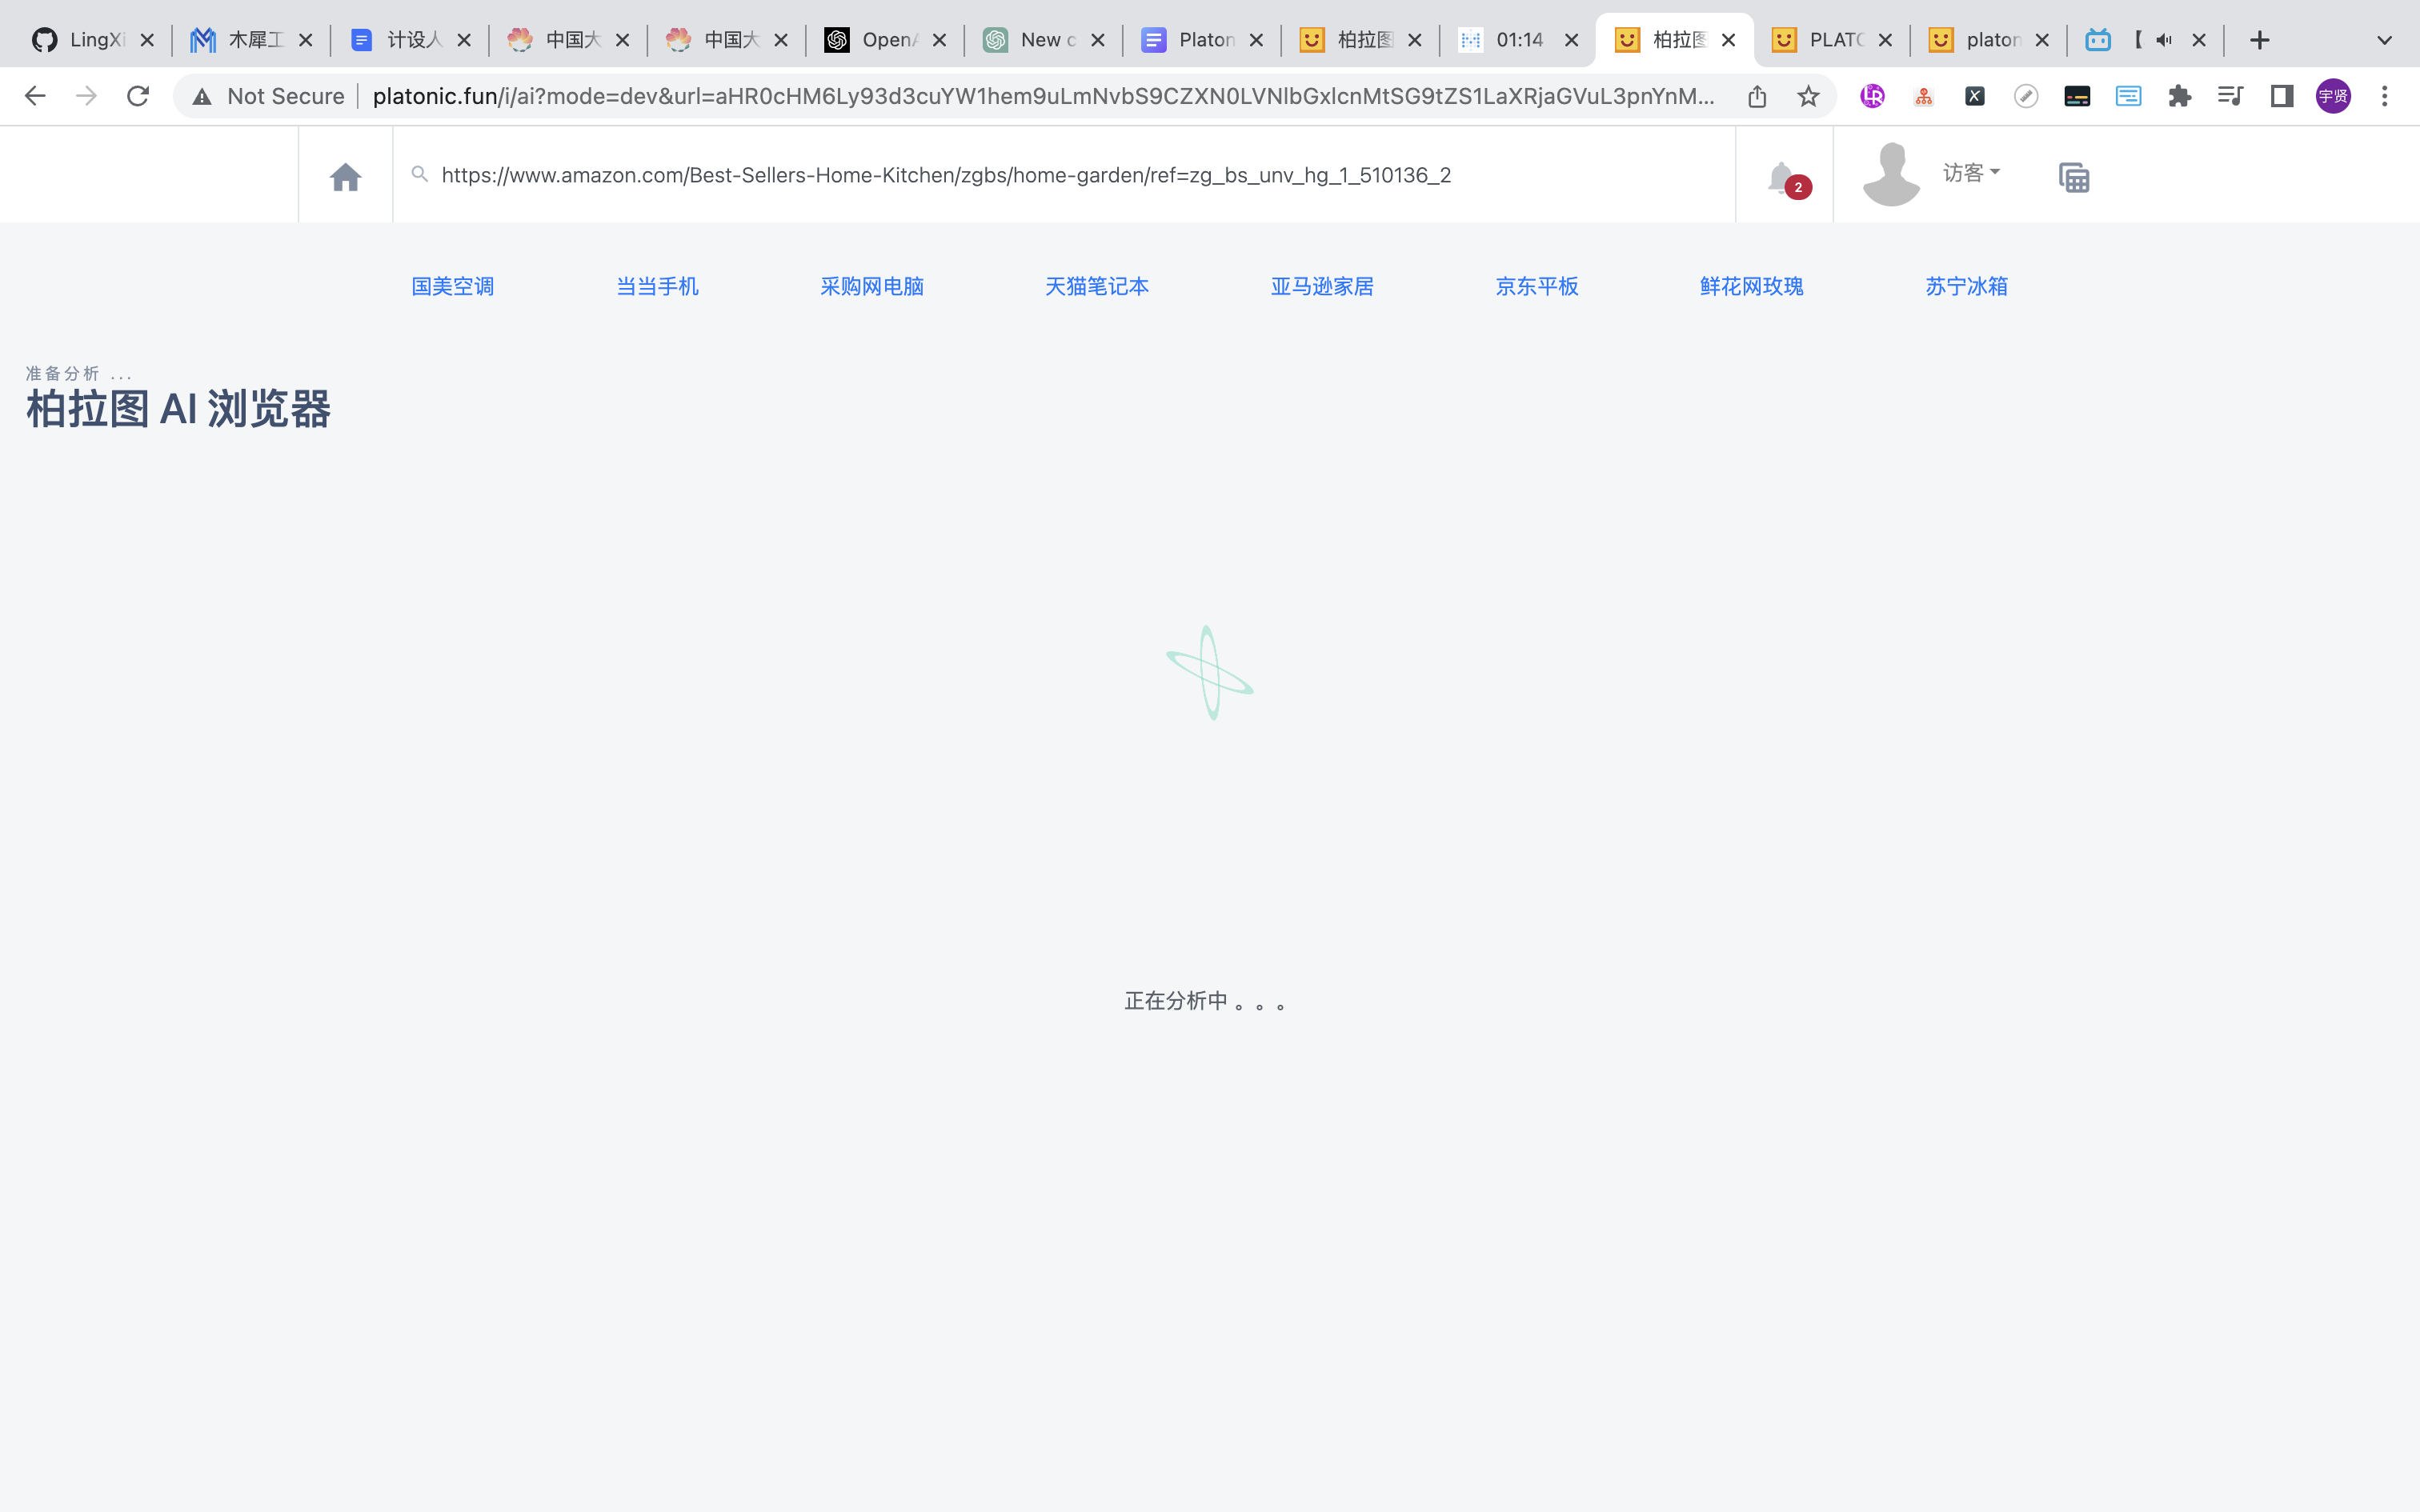 LingXi 木犀工 计设人 中国大 中国大 OpenA New c Platon 柏拉图 01:14 柏拉图 PLATO platon 【
Not Secure platonic.fun/i/ai?mode=dev&url=aHR0cHM6Ly93d3cuYW1hem9uLmNvbS9CZXN0LVNlbGxlcnMtSG9tZS1LaXRjaGVuL3pnYnM... 宇贤
https://www.amazon.com/Best-Sellers-Home-Kitchen/zgbs/home-garden/ref=zg_bs_unv_hg_1_510136_2 2 访客
国美空调 当当手机 采购网电脑 天猫笔记本 亚马逊家居 京东平板 鲜花网玫瑰 苏宁冰箱
准备分析 ...
柏拉图 AI 浏览器
正在分析中 。。。